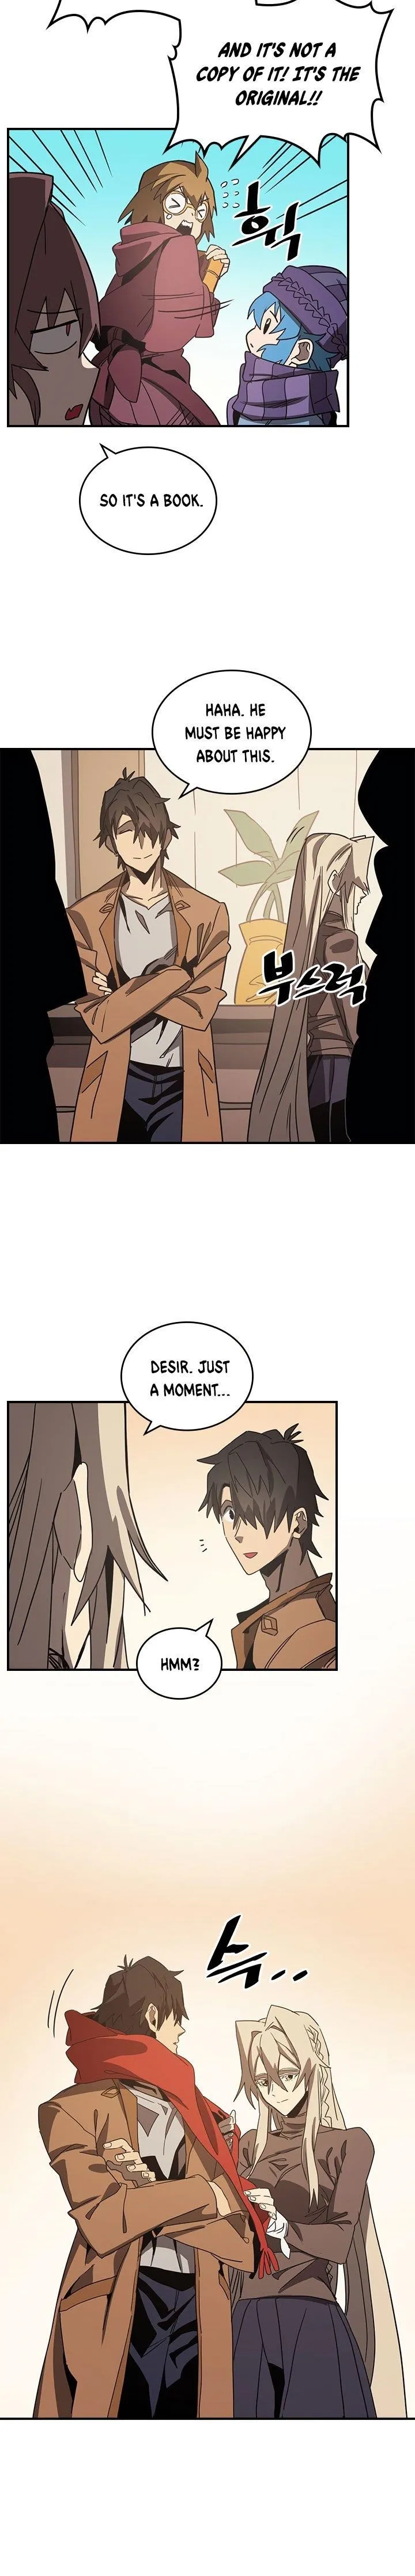 AND IT'S NOT A
COPY OF IT! IT'S THE
ORIGINAL!!
휙
SO IT'S A BOOK.
HAHA. HE
MUST BE HAPPY
ABOUT THIS.
부스럭
DESIR. JUST
A MOMENT...
HMM?
슥..